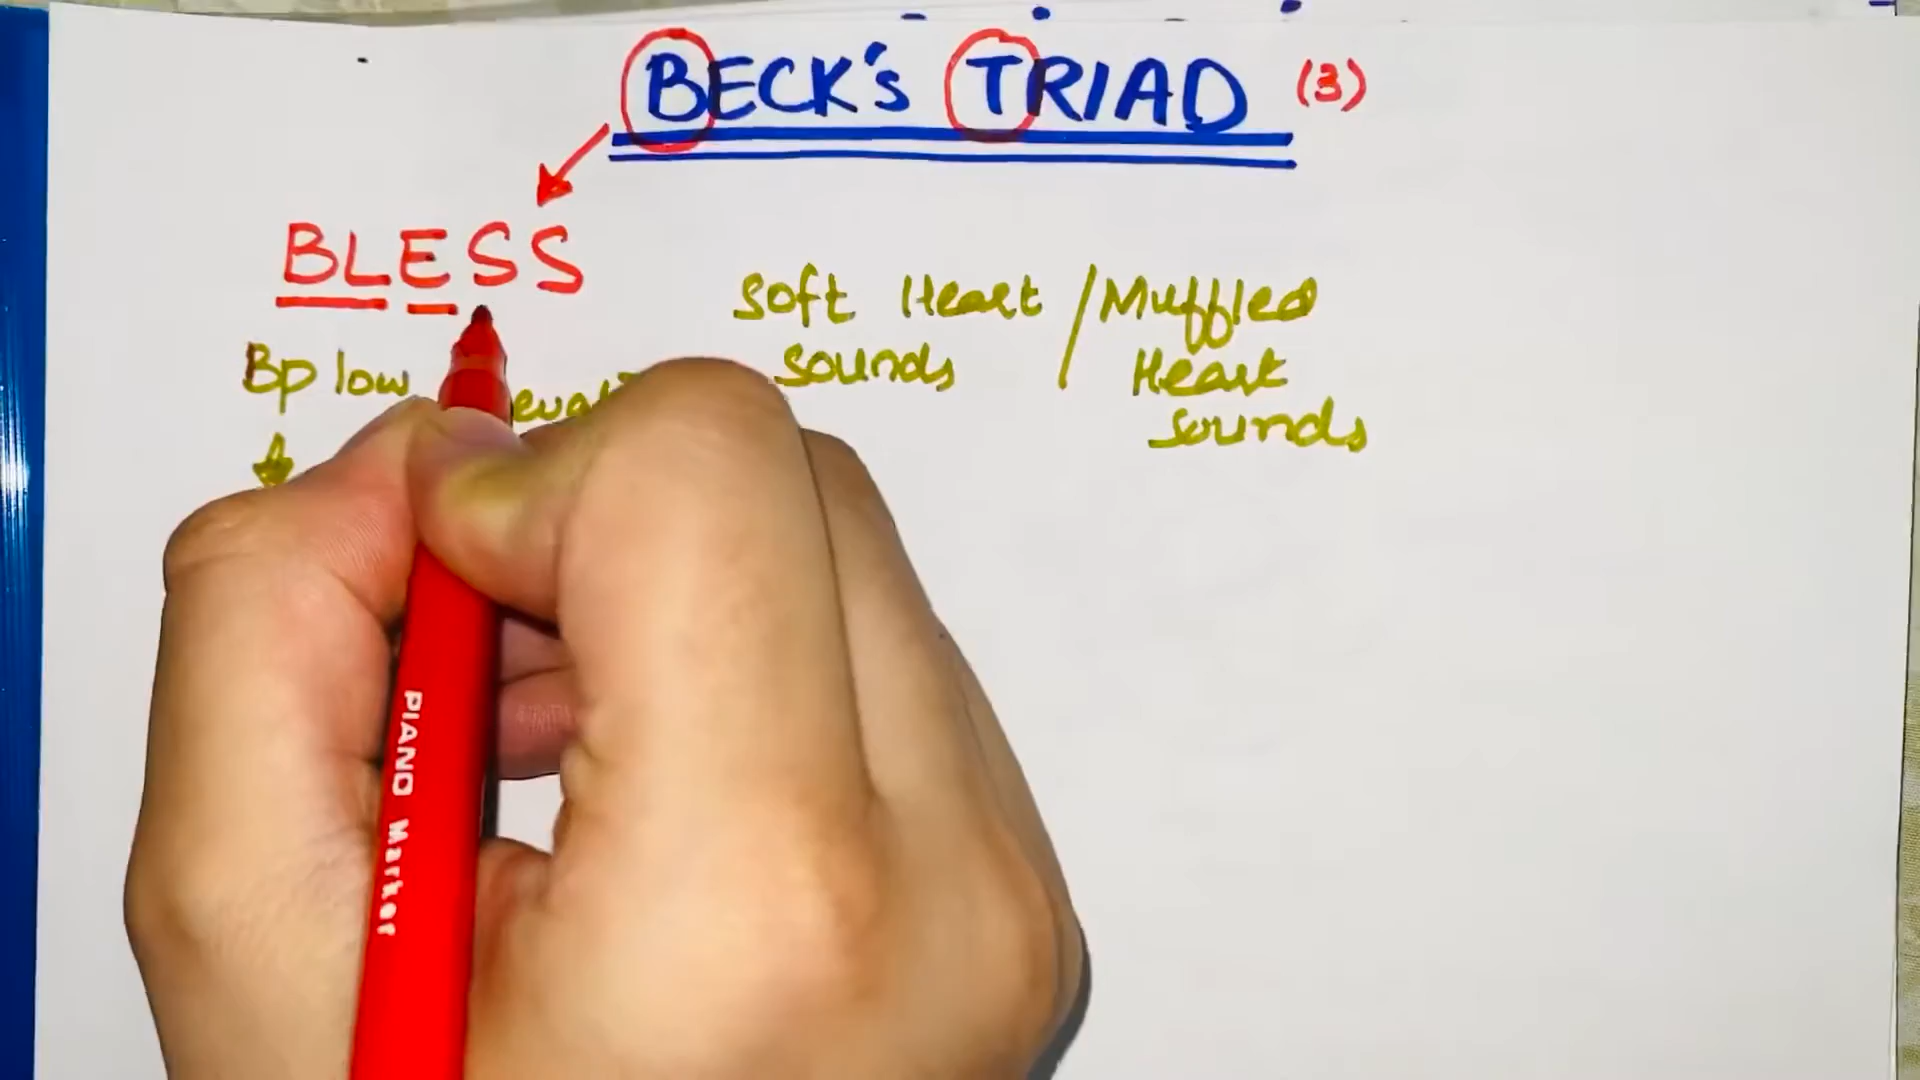 BECK's TRIAD (3)
BLESS
Soft Heart / Muffled
sounds Heart
sounds
Bp low
PIANO Marker